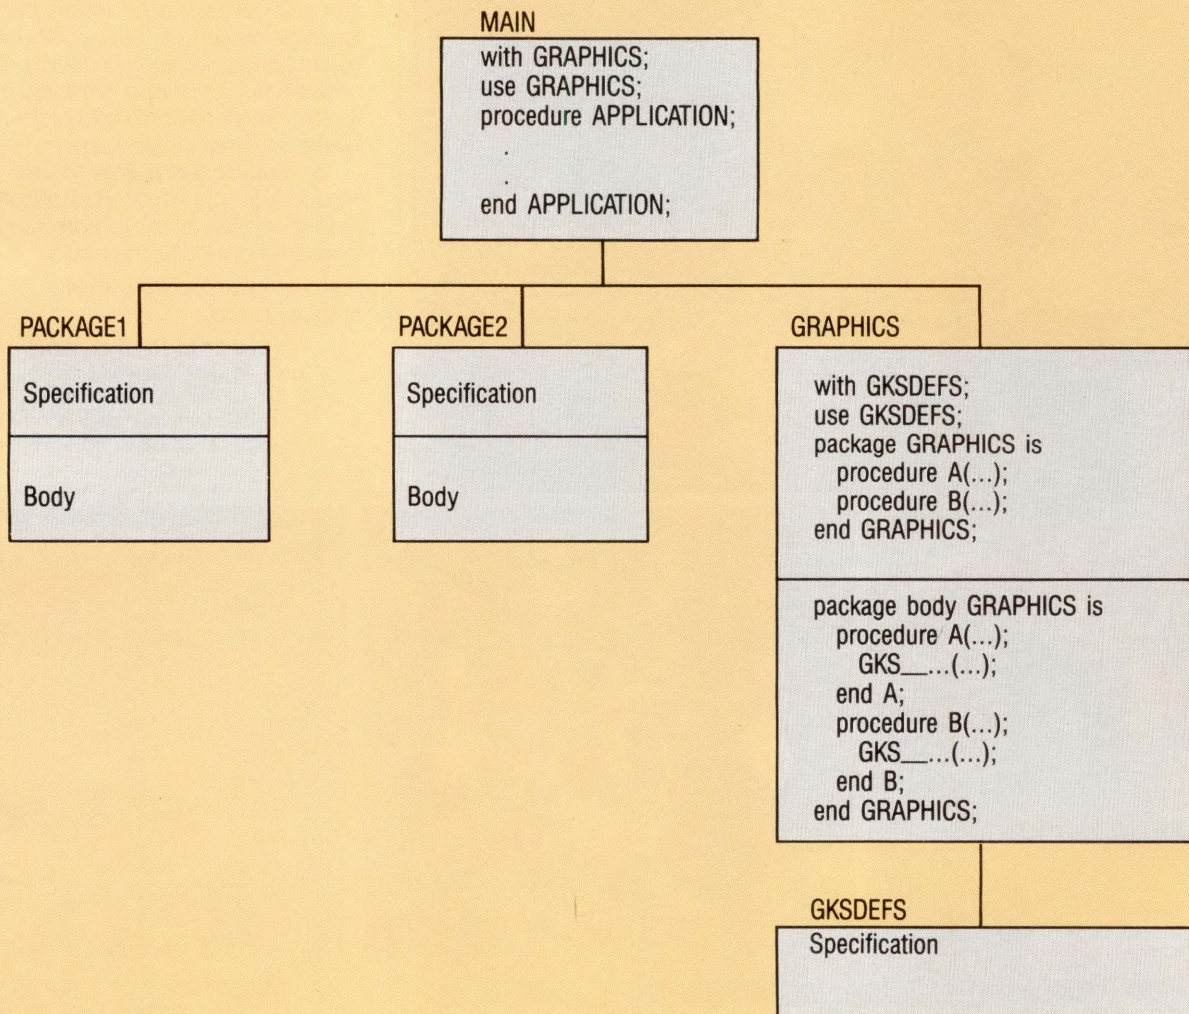 MAIN
with GRAPHICS;
use GRAPHICS;
procedure APPLICATION;
.
.
end APPLICATION;
PACKAGE1
Specification
Body
PACKAGE2
Specification
Body
GRAPHICS
with GKSDEFS;
use GKSDEFS;
package GRAPHICS is
procedure A(...);
procedure B(...);
end GRAPHICS;
package body GRAPHICS is
procedure A(...);
GKS__...(...);
end A;
procedure B(...);
GKS__...(...);
end B;
end GRAPHICS;
GKSDEFS
Specification